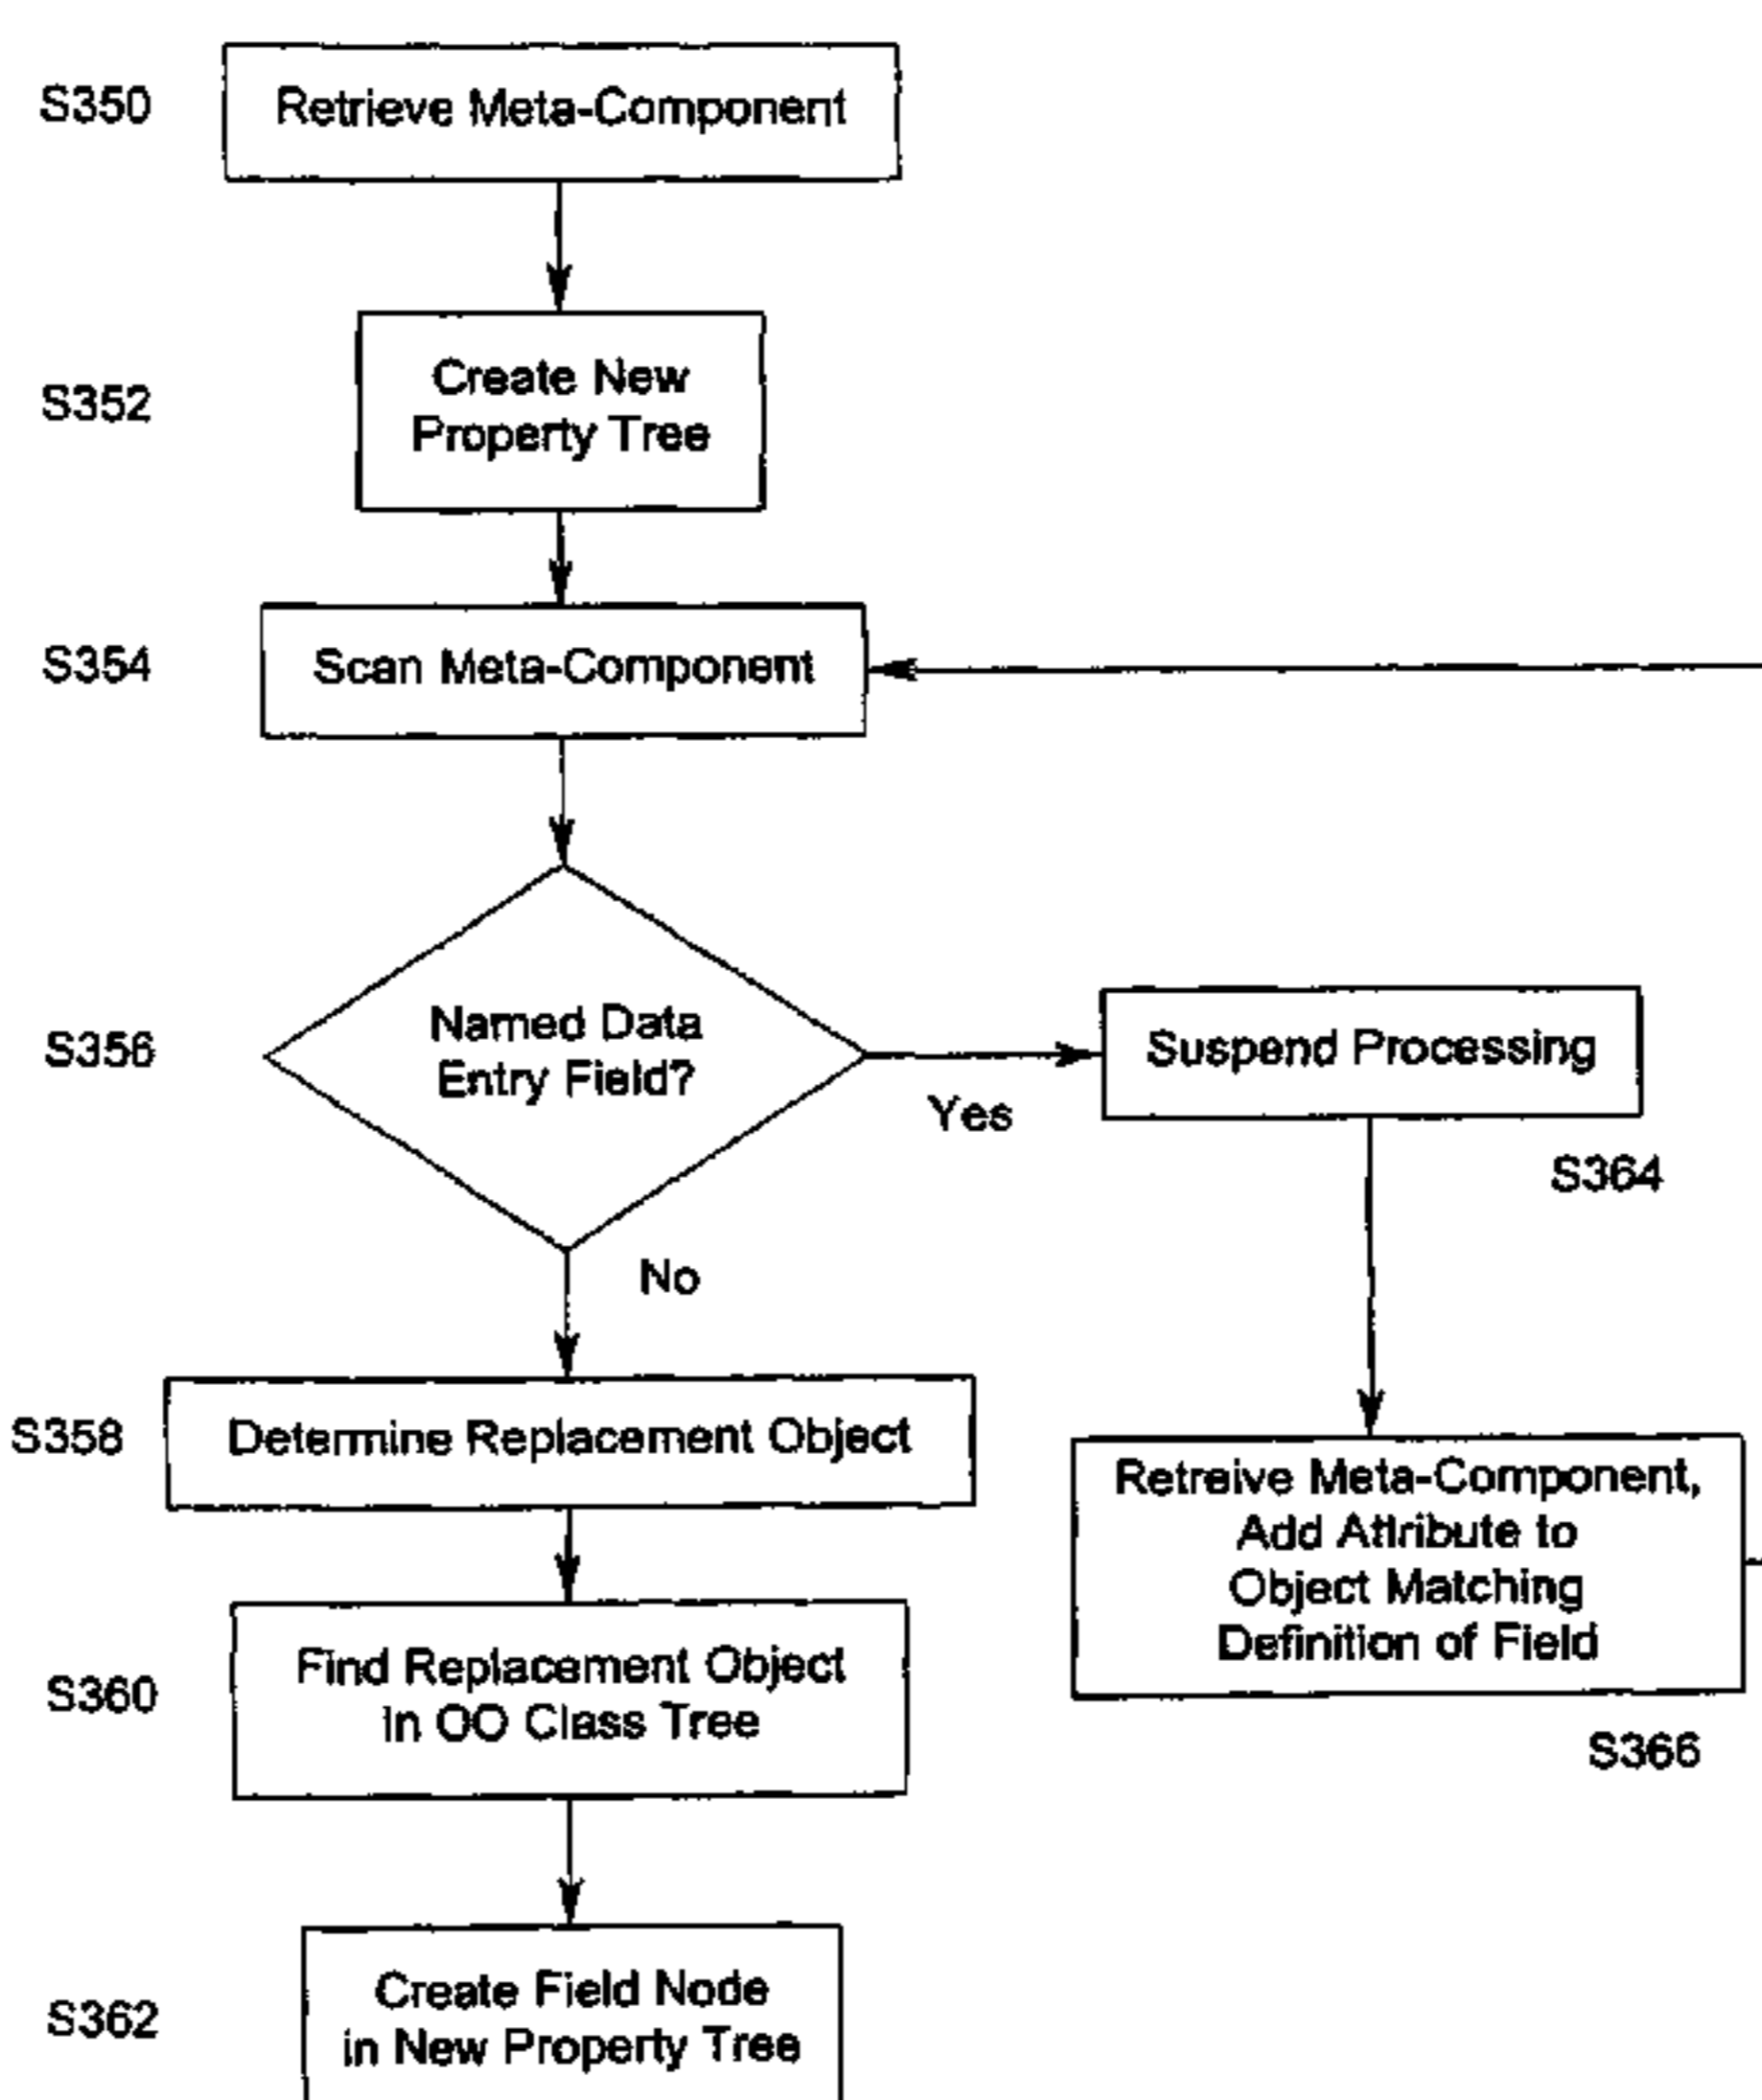 S350
Retrieve Meta-Component
S352
Create New
Property Tree
S354
Scan Meta-Component
S356
Named Data
Entry Field?
Yes
Suspend Processing
S364
No
S358
Determine Replacement Object
Retreive Meta-Component,
Add Attribute to
Object Matching
Definition of Field
S366
S360
Find Replacement Object
in OO Class Tree
S362
Create Field Node
in New Property Tree